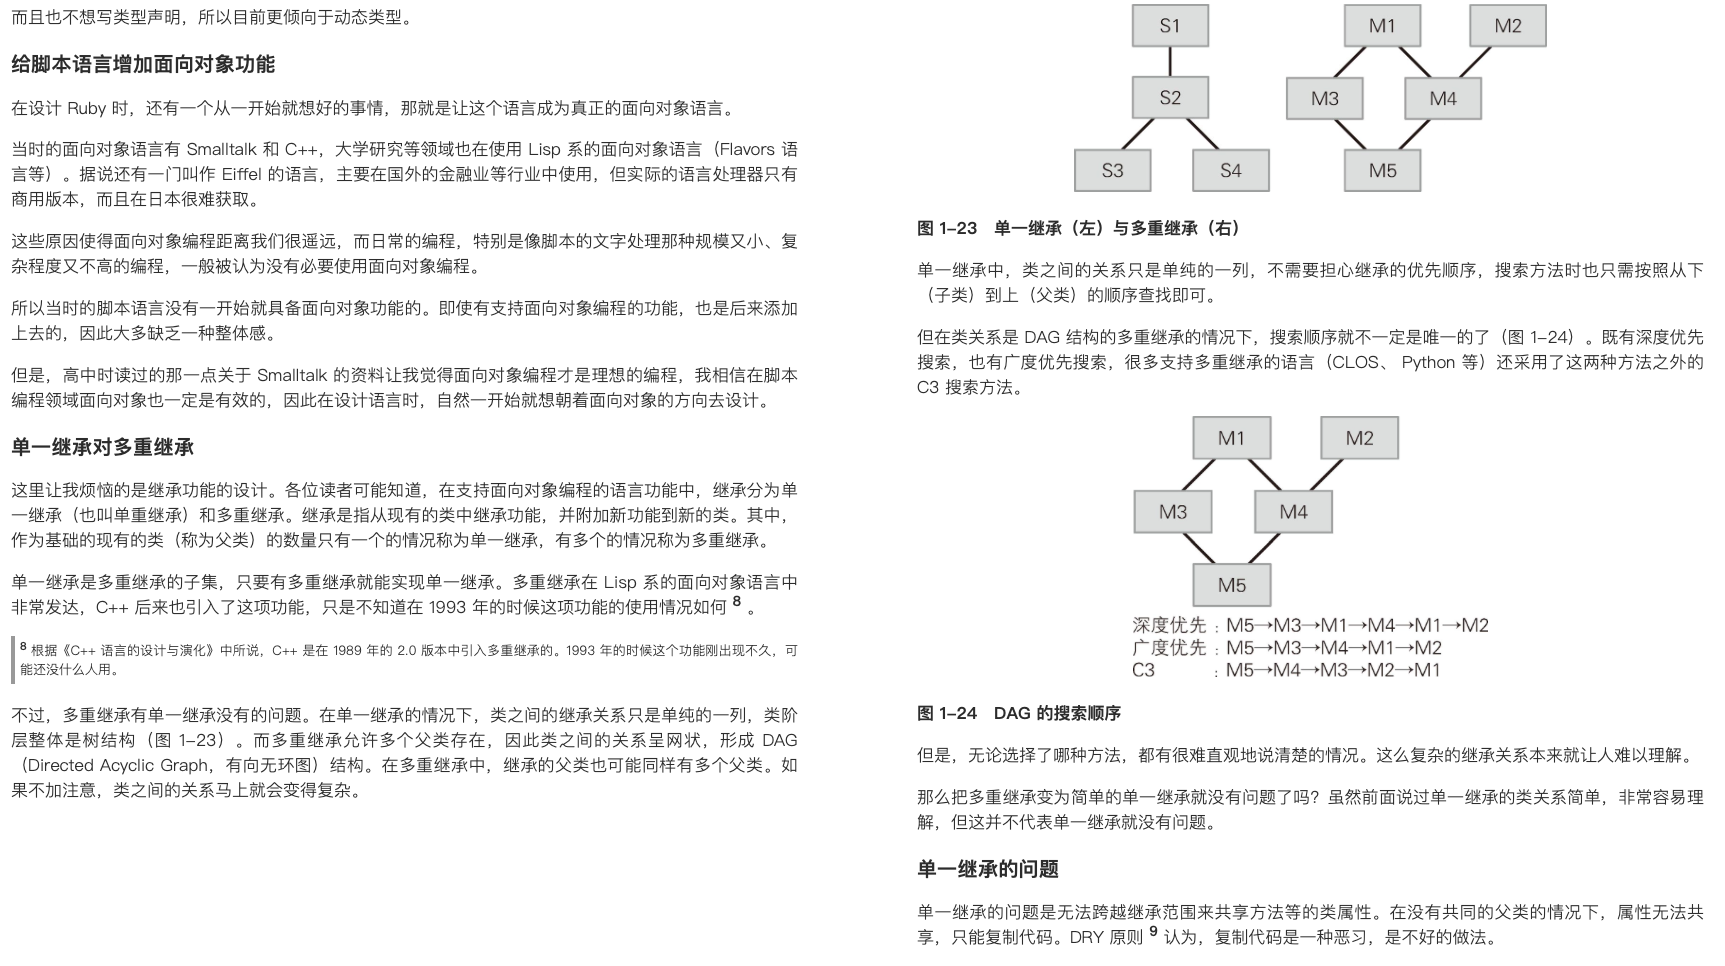 而且也不想写类型声明，所以目前更倾向于动态类型。
给脚本语言增加面向对象功能
在设计 Ruby 时，还有一个从一开始就想好的事情，那就是让这个语言成为真正的面向对象语言。
当时的面向对象语言有 Smalltalk 和 C++，大学研究等领域也在使用 Lisp 系的面向对象语言（Flavors 语
言等）。据说还有一门叫作 Eiffel 的语言，主要在国外的金融业等行业中使用，但实际的语言处理器只有
商用版本，而且在日本很难获取。
这些原因使得面向对象编程距离我们很遥远，而日常的编程，特别是像脚本的文字处理那种规模又小、复
杂程度又不高的编程，一般被认为没有必要使用面向对象编程。
所以当时的脚本语言没有一开始就具备面向对象功能的。即使有支持面向对象编程的功能，也是后来添加
上去的，因此大多缺乏一种整体感。
但是，高中时读过的那一点关于 Smalltalk 的资料让我觉得面向对象编程才是理想的编程，我相信在脚本
编程领域面向对象也一定是有效的，因此在设计语言时，自然一开始就想朝着面向对象的方向去设计。
单一继承对多重继承
这里让我烦恼的是继承功能的设计。各位读者可能知道，在支持面向对象编程的语言功能中，继承分为单
一继承（也叫单重继承）和多重继承。继承是指从现有的类中继承功能，并附加新功能到新的类。其中，
作为基础的现有的类（称为父类）的数量只有一个的情况称为单一继承，有多个的情况称为多重继承。
单一继承是多重继承的子集，只要有多重继承就能实现单一继承。多重继承在 Lisp 系的面向对象语言中
非常发达，C++ 后来也引入了这项功能，只是不知道在 1993 年的时候这项功能的使用情况如何 8 。
8 根据《C++ 语言的设计与演化》中所说，C++ 是在 1989 年的 2.0 版本中引入多重继承的。1993 年的时候这个功能刚出现不久，可
能还没什么人用。
不过，多重继承有单一继承没有的问题。在单一继承的情况下，类之间的继承关系只是单纯的一列，类阶
层整体是树结构（图 1-23）。而多重继承允许多个父类存在，因此类之间的关系呈网状，形成 DAG
（Directed Acyclic Graph，有向无环图）结构。在多重继承中，继承的父类也可能同样有多个父类。如
果不加注意，类之间的关系马上就会变得复杂。
S1 M1 M2
S2 M3 M4
S3 S4 M5
图 1-23 单一继承（左）与多重继承（右）
单一继承中，类之间的关系只是单纯的一列，不需要担心继承的优先顺序，搜索方法时也只需按照从下
（子类）到上（父类）的顺序查找即可。
但在类关系是 DAG 结构的多重继承的情况下，搜索顺序就不一定是唯一的了（图 1-24）。既有深度优先
搜索，也有广度优先搜索，很多支持多重继承的语言（CLOS、 Python 等）还采用了这两种方法之外的
C3 搜索方法。
M1 M2
M3 M4
M5
深度优先：M5→M3→M1→M4→M1→M2
广度优先：M5→M3→M4→M1→M2
C3 ：M5→M4→M3→M2→M1
图 1-24 DAG 的搜索顺序
但是，无论选择了哪种方法，都有很难直观地说清楚的情况。这么复杂的继承关系本来就让人难以理解。
那么把多重继承变为简单的单一继承就没有问题了吗？虽然前面说过单一继承的类关系简单，非常容易理
解，但这并不代表单一继承就没有问题。
单一继承的问题
单一继承的问题是无法跨越继承范围来共享方法等的类属性。在没有共同的父类的情况下，属性无法共
享，只能复制代码。DRY 原则 9 认为，复制代码是一种恶习，是不好的做法。